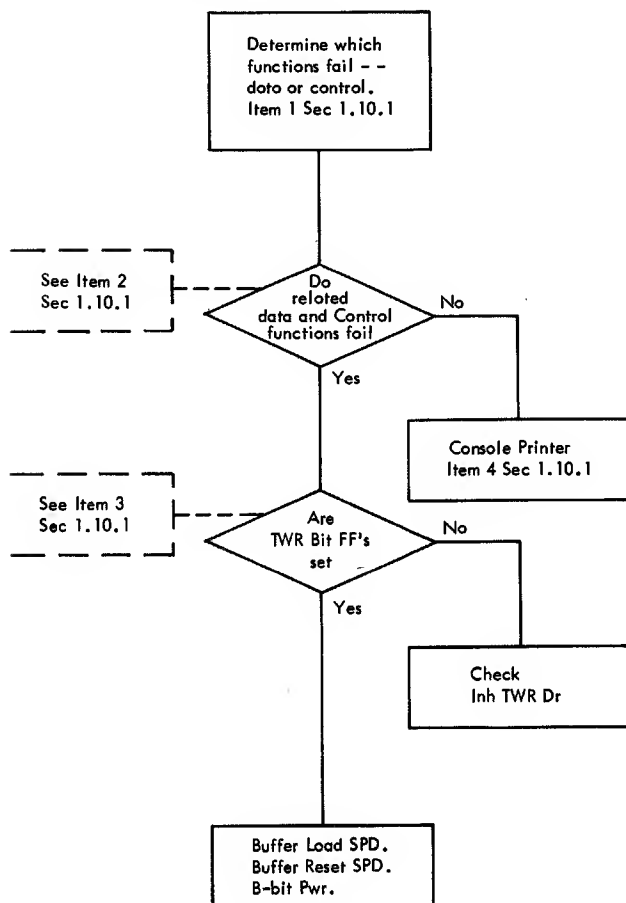 Determine which
functions fail - -
doto or control.
Item 1 Sec 1.10.1
See Item 2
Sec 1.10.1
Do
reloted
data and Control
functions foil
No
Yes
Console Printer
Item 4 Sec 1.10.1
See Item 3
Sec 1.10.1
Are
TWR Bit FF's
set
No
Yes
Check
Inh TWR Dr
Buffer Load SPD.
Buffer Reset SPD.
B-bit Pwr.